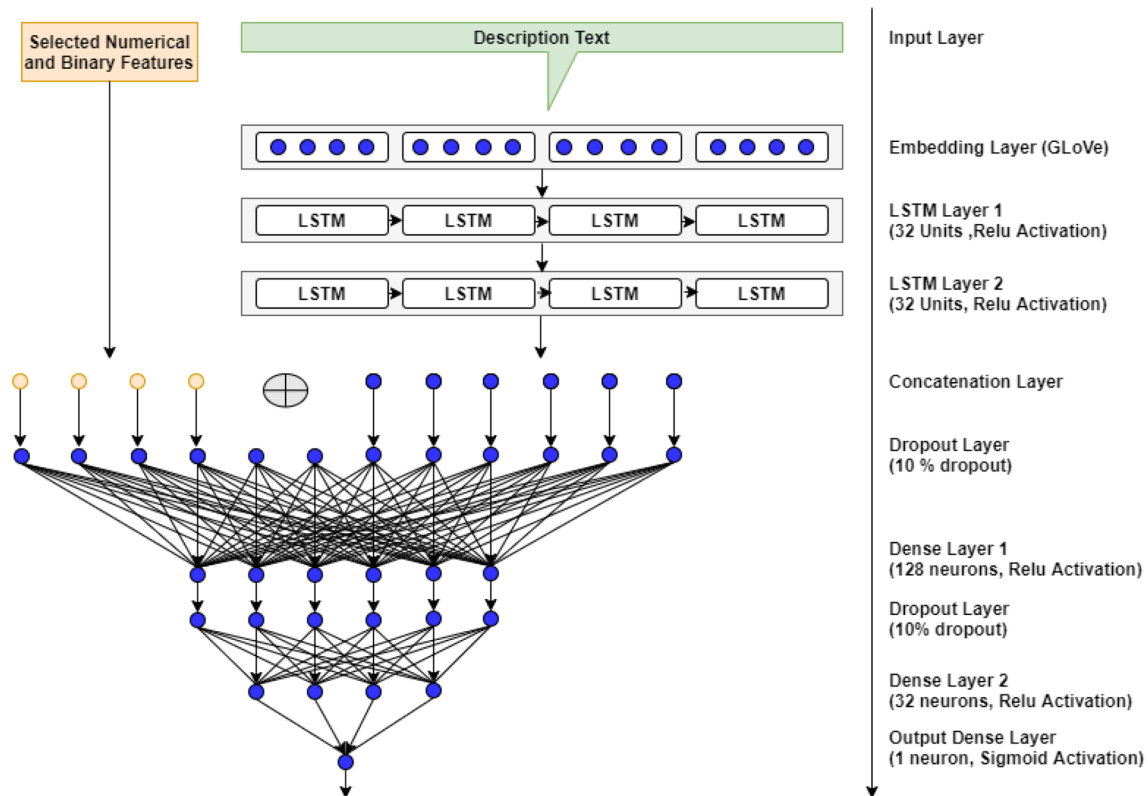 Selected Numerical
and Binary Features
Description Text
Input Layer
Embedding Layer (GLoVe)
LSTM LSTM LSTM LSTM
LSTM Layer 1
(32 Units ,Relu Activation)
LSTM LSTM LSTM LSTM
LSTM Layer 2
(32 Units, Relu Activation)
Concatenation Layer
Dropout Layer
(10 % dropout)
Dense Layer 1
(128 neurons, Relu Activation)
Dropout Layer
(10% dropout)
Dense Layer 2
(32 neurons, Relu Activation)
Output Dense Layer
(1 neuron, Sigmoid Activation)